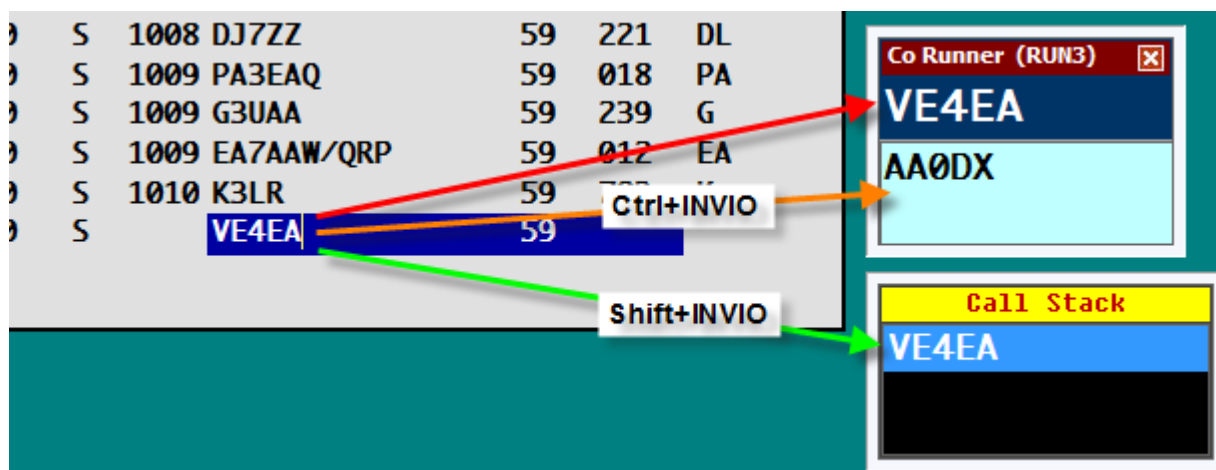 S 1008 DJ7ZZ 59 221 DL
S 1009 PA3EAQ 59 018 PA
S 1009 G3UAA 59 239 G
S 1009 EA7AAW/QRP 59 012 EA
S 1010 K3LR 59
S VE4EA 59
Ctrl+INVIO
Shift+INVIO
Co Runner (RUN3)
VE4EA
AA0DX
Call Stack
VE4EA